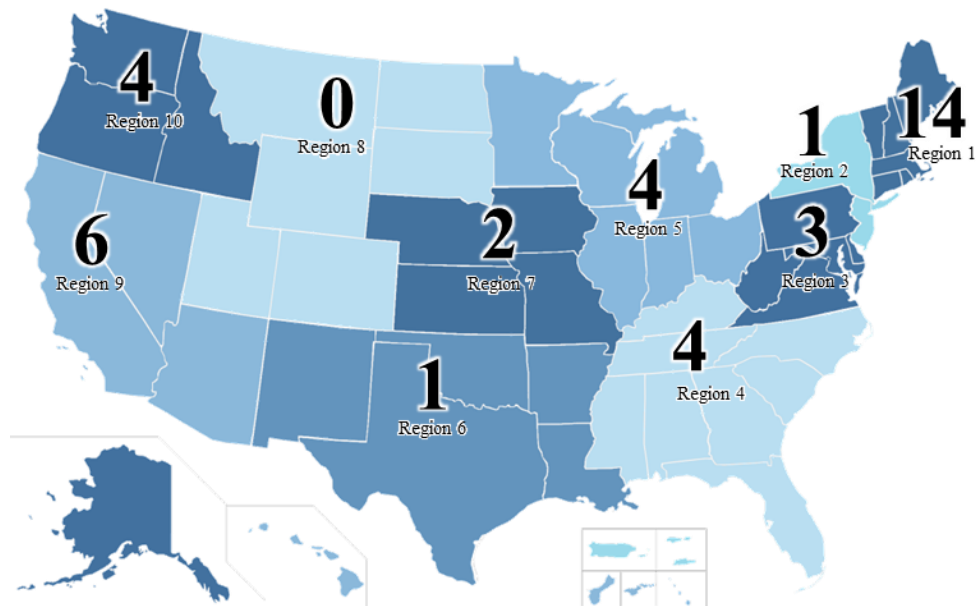 4
Region 10
0
Region 8
1
Region 2
14
Region 1
6
Region 9
2
Region 7
4
Region 5
3
Region 3
1
Region 6
4
Region 4